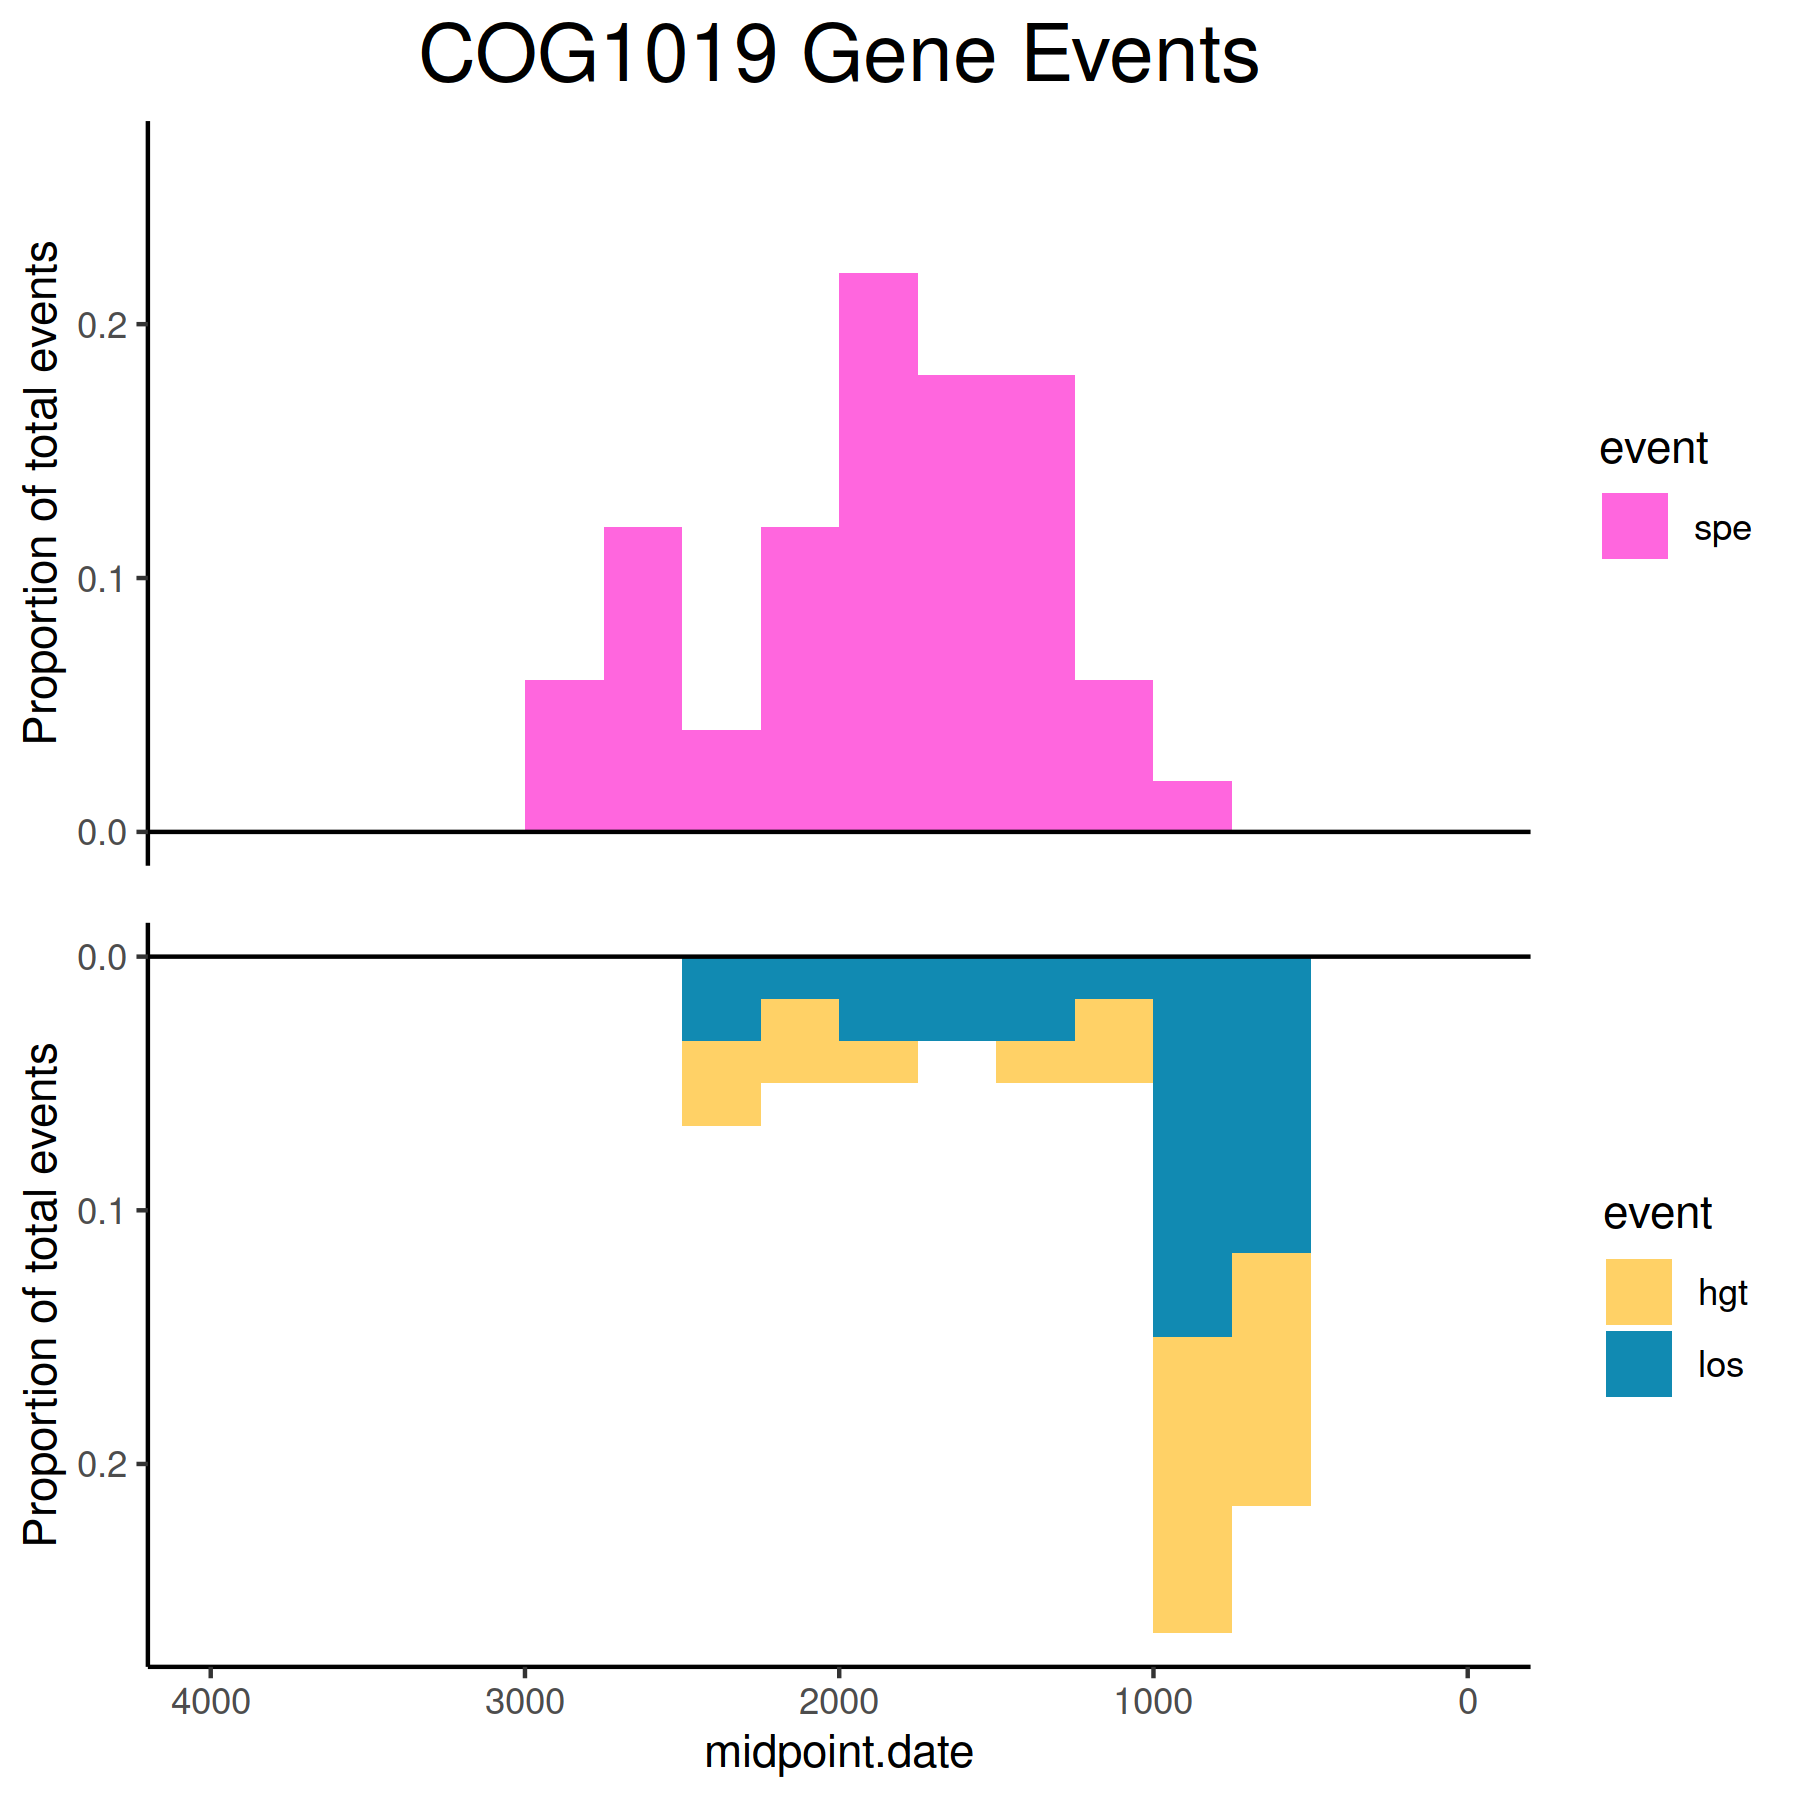 COG1019 Gene Events
Proportion of total events
0.2
0.1
0.0
event
spe
Proportion of total events
0.0
0.1
0.2
event
hgt
los
4000 3000 2000 1000 0
midpoint.date